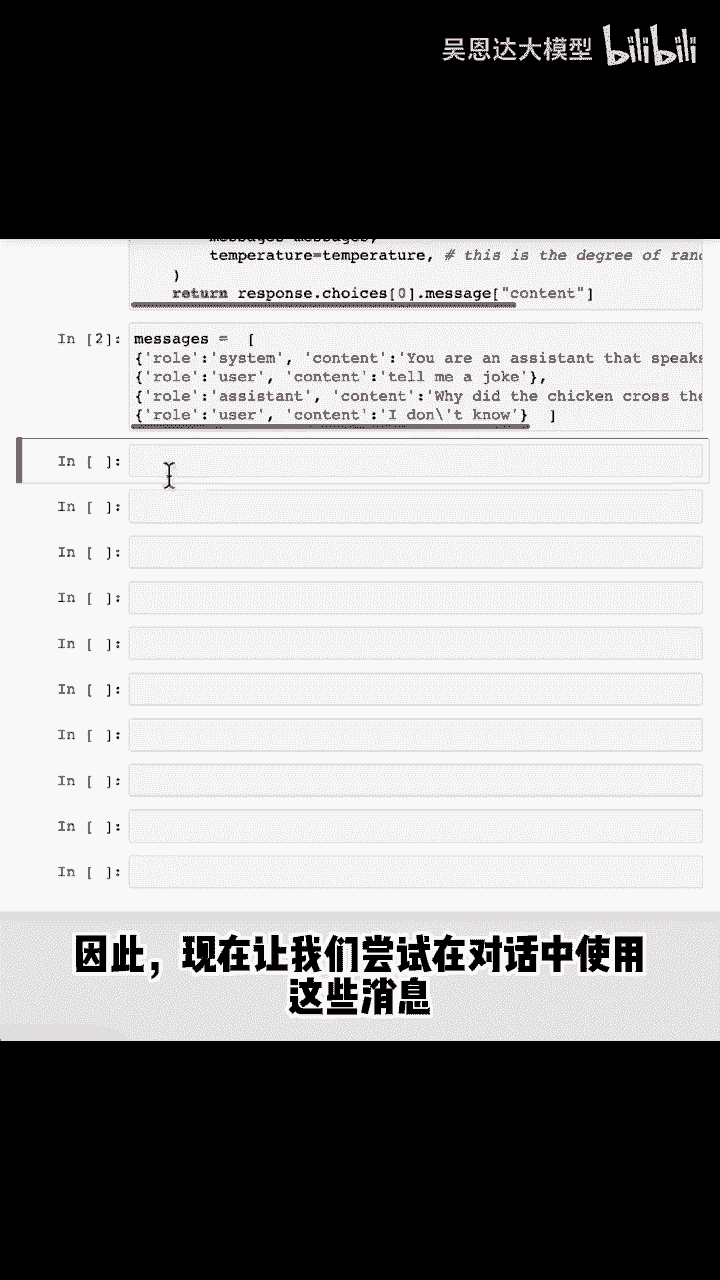 吴恩达大模型 bilibili
messages=messages,
temperature=temperature, # this is the degree of ran
)
return response.choices[0].message["content"]
In [2]: messages = [
{'role':'system', 'content':'You are an assistant that speaks
{'role':'user', 'content':'tell me a joke'},
{'role':'assistant', 'content':'Why did the chicken cross the
{'role':'user', 'content':'I don\'t know'} ]
In [ ]:
In [ ]:
In [ ]:
In [ ]:
In [ ]:
In [ ]:
In [ ]:
In [ ]:
In [ ]:
In [ ]:
因此，现在让我们尝试在对话中使用
这些消息